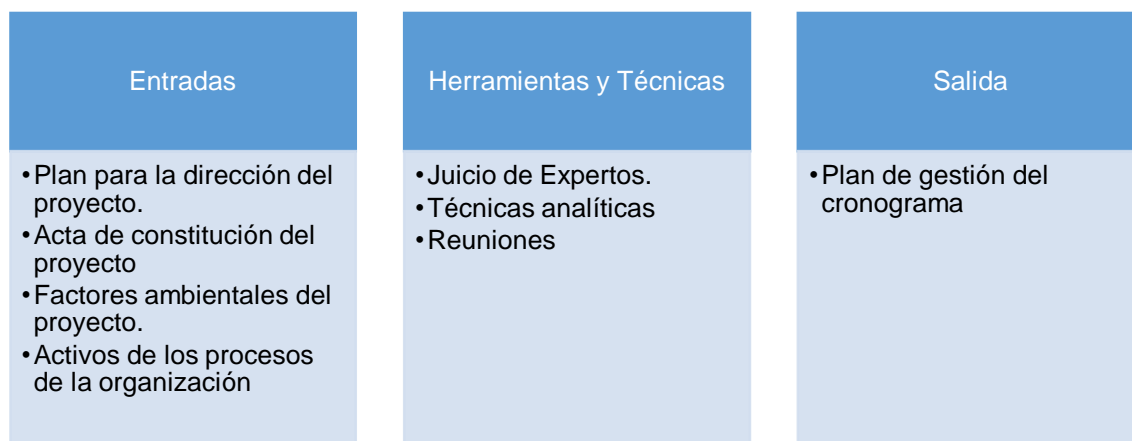 Entradas
•Plan para la dirección del
proyecto.
•Acta de constitución del
proyecto
•Factores ambientales del
proyecto.
•Activos de los procesos
de la organización
Herramientas y Técnicas
•Juicio de Expertos.
•Técnicas analíticas
•Reuniones
Salida
•Plan de gestión del
cronograma